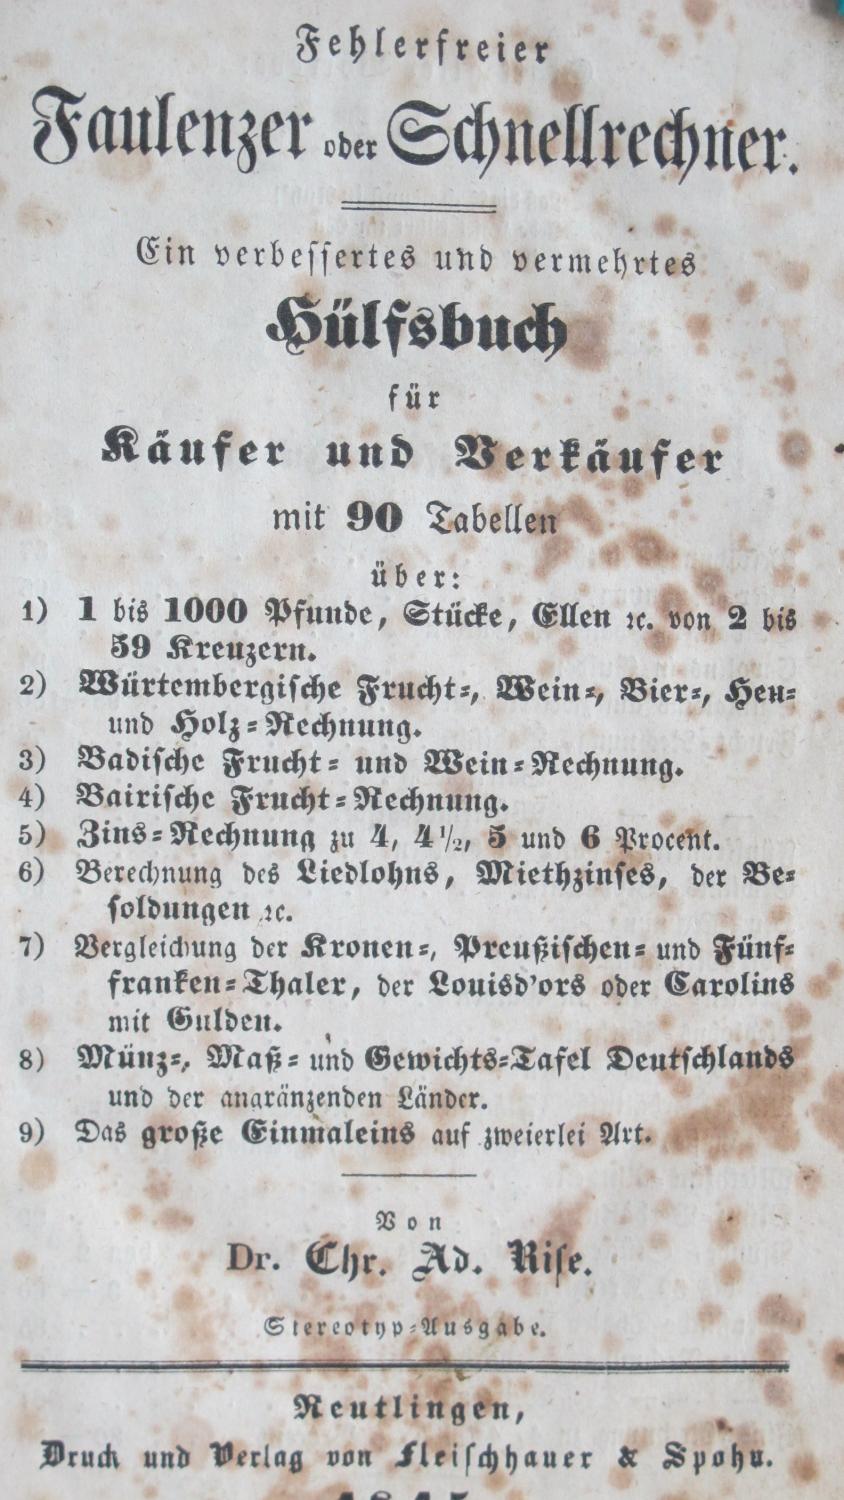 Fehlerfreier
Faulenzer oder Schnellrechner.
Ein verbessertes und vermehrtes
Hülfsbuch
für
Käufer und Verkäufer
mit 90 Tabellen
über:
1) 1 bis 1000 Pfunde, Stücke, Ellen ꝛc. von 2 bis
59 Kreuzern.
2) Würtembergische Frucht-, Wein-, Bier-, Heu-
und Holz-Rechnung.
3) Badische Frucht- und Wein-Rechnung.
4) Bairische Frucht-Rechnung.
5) Zins-Rechnung zu 4, 4 1/2, 5 und 6 Procent.
6) Berechnung des Liedlohns, Miethzinses, der Be-
soldungen ꝛc.
7) Vergleichung der Kronen-, Preußischen- und Fünf-
franken-Thaler, der Louisd'ors oder Carolins
mit Gulden.
8) Münz-, Maß- und Gewichts-Tafel Deutschlands
und der angränzenden Länder.
9) Das große Einmaleins auf zweierlei Art.
Von
Dr. Chr. Ad. Rise.
Stereotyp-Ausgabe.
Reutlingen,
Druck und Verlag von Fleischhauer & Spohn.